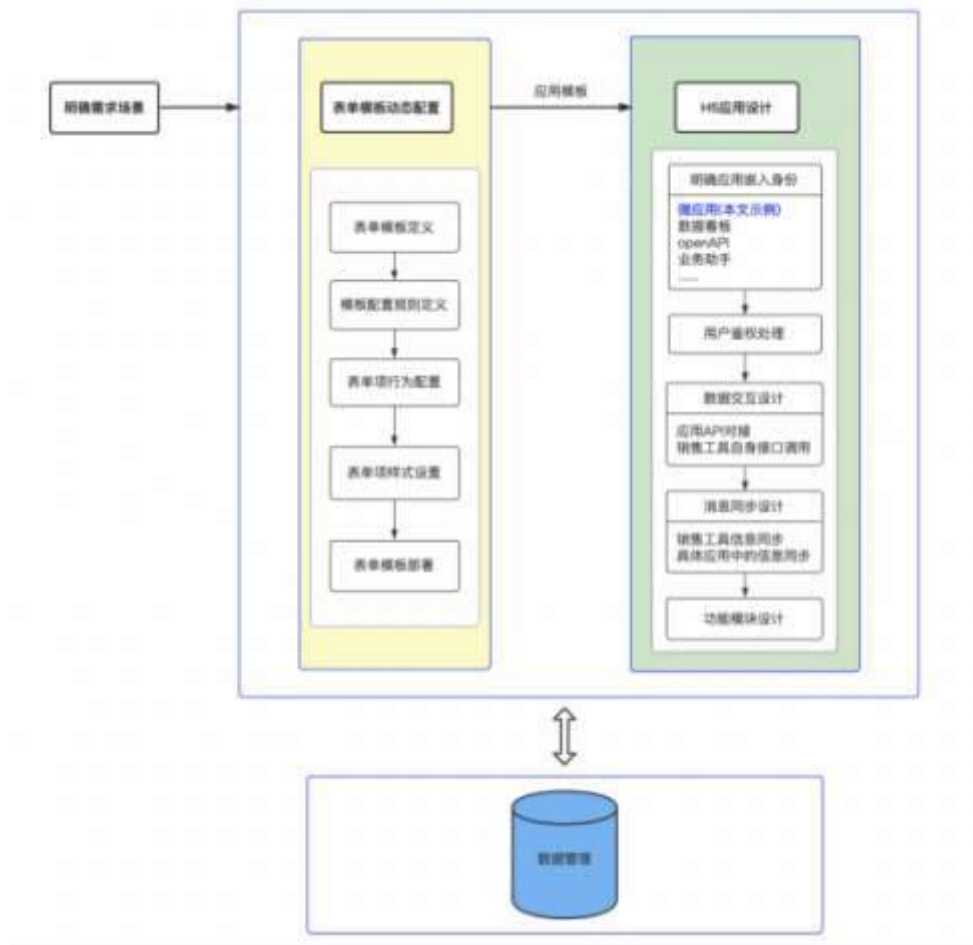 明确需求场景
表单模板动态配置
应用模板
H5应用设计
表单模板定义
模板配置规则定义
表单项行为配置
表单项样式设置
表单模板部署
明确应用嵌入身份
微应用(本文示例)
数据看板
openAPI
业务助手
......
用户鉴权处理
数据交互设计
应用API对接
销售工具自身接口调用
消息同步设计
销售工具信息同步
具体应用中的信息同步
功能模块设计
数据管理